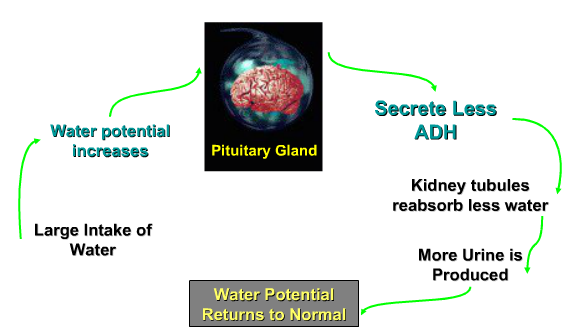 Large Intake of
Water
Water potential
increases
Pituitary Gland
Secrete Less
ADH
Kidney tubules
reabsorb less water
More Urine is
Produced
Water Potential
Returns to Normal